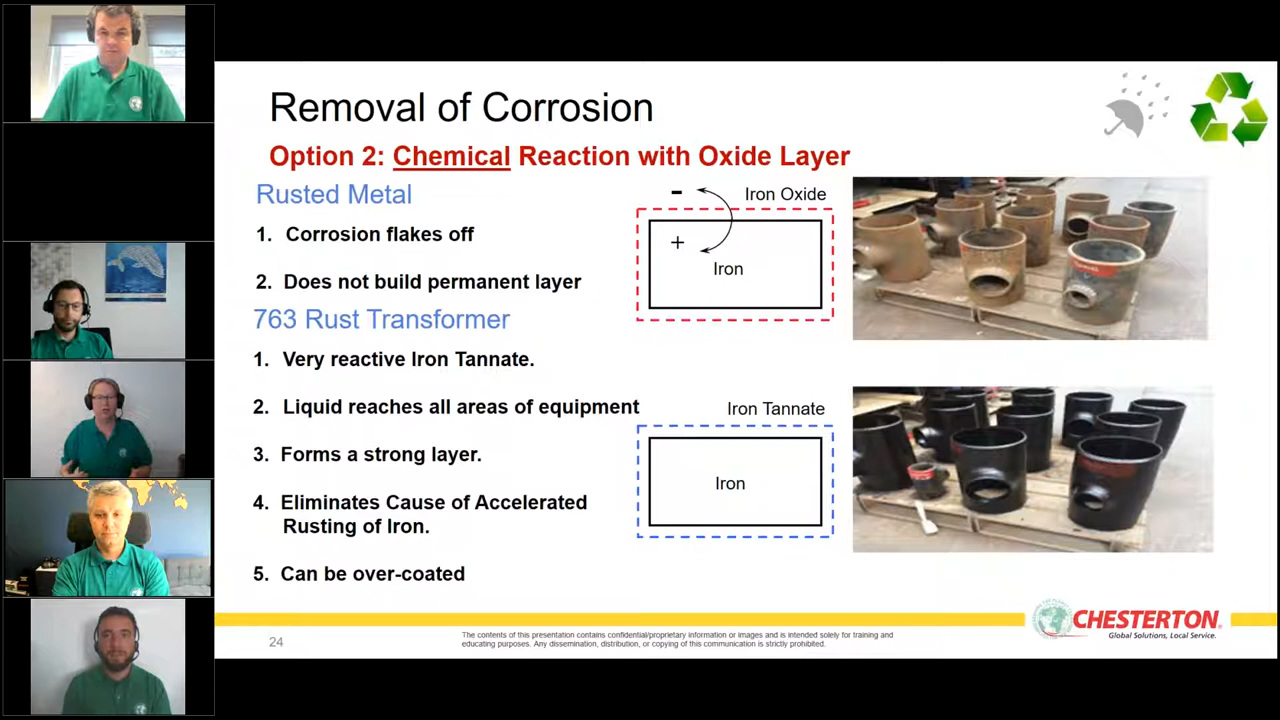 Removal of Corrosion
Option 2: Chemical Reaction with Oxide Layer
Rusted Metal
1. Corrosion flakes off
2. Does not build permanent layer
763 Rust Transformer
1. Very reactive Iron Tannate.
2. Liquid reaches all areas of equipment
3. Forms a strong layer.
4. Eliminates Cause of Accelerated
Rusting of Iron.
5. Can be over-coated
-
Iron Oxide
+
Iron
Iron Tannate
Iron
CHESTERTON®
Global Solutions, Local Service.
24
The contents of this presentation contains confidential/proprietary information or images and is intended solely for training and
educating purposes. Any dissemination, distribution, or copying of this communication is strictly prohibited.